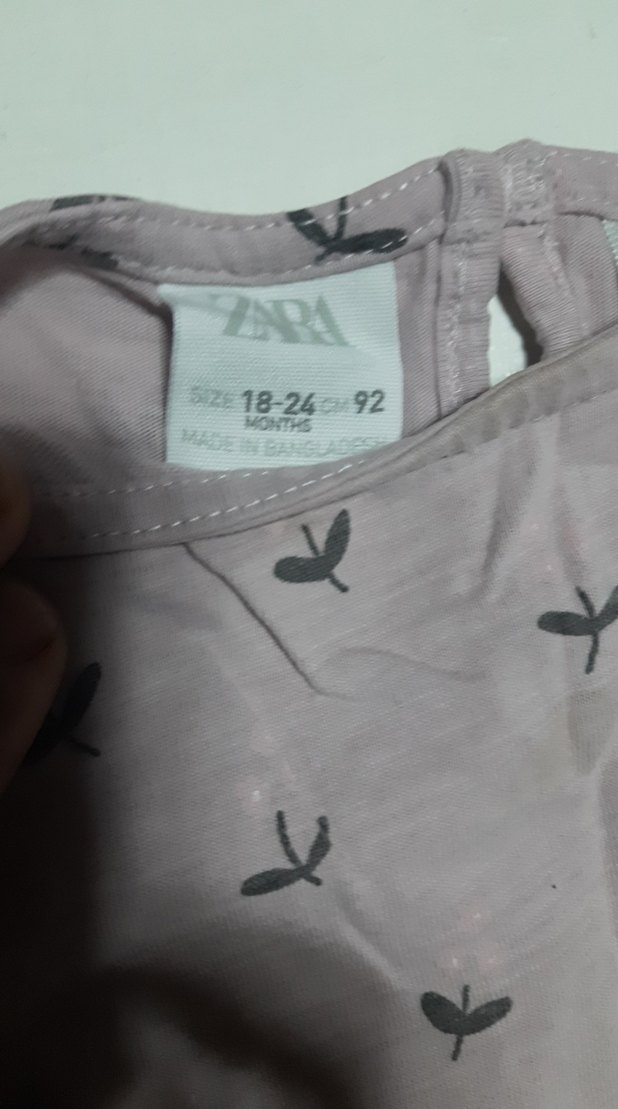 ZARA
SIZE 18-24 CM 92
MONTHS
MADE IN BANGLADESH